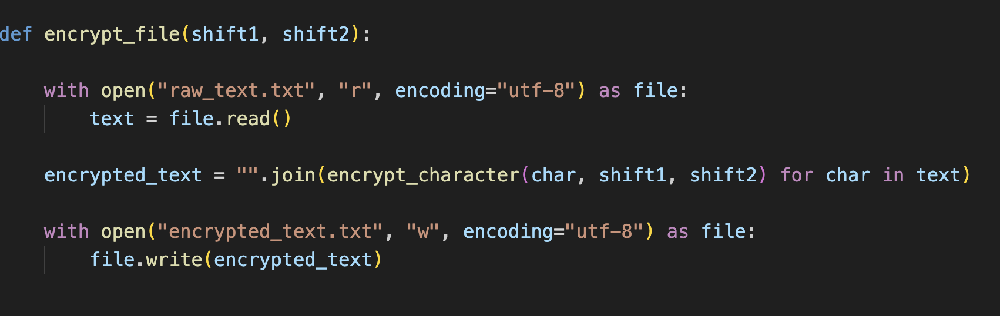 def encrypt_file(shift1, shift2):
    with open("raw_text.txt", "r", encoding="utf-8") as file:
        text = file.read()
    encrypted_text = "".join(encrypt_character(char, shift1, shift2) for char in text)
    with open("encrypted_text.txt", "w", encoding="utf-8") as file:
        file.write(encrypted_text)